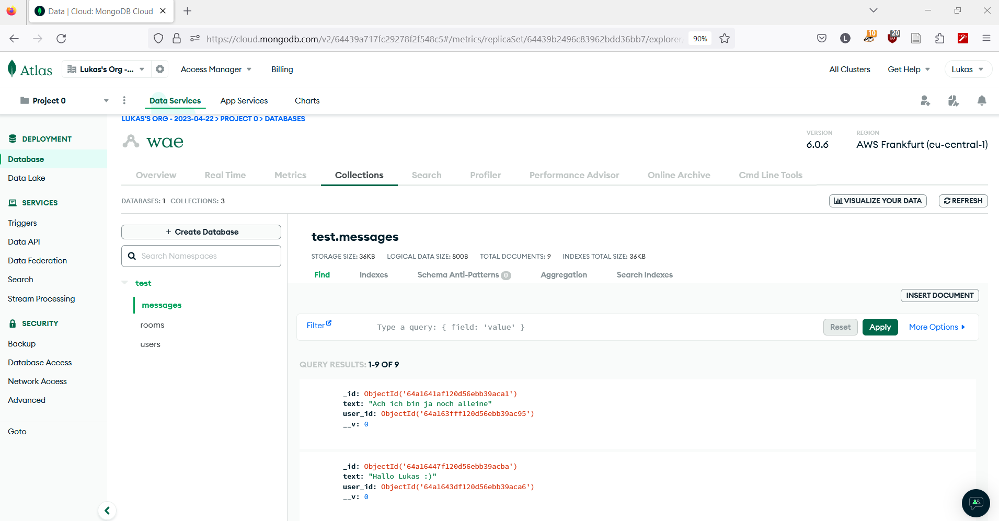 Data | Cloud: MongoDB Cloud
https://cloud.mongodb.com/v2/64439a717fc29278f2f548c5#/metrics/replicaSet/64439b2496c83962bdd36bb7/explorer/
90%
L
10
20
Atlas
Lukas's Org -...
Access Manager
Billing
All Clusters
Get Help
Lukas
Project 0
Data Services
App Services
Charts
LUKAS'S ORG - 2023-04-22 > PROJECT 0 > DATABASES
DEPLOYMENT
Database
Data Lake
SERVICES
Triggers
Data API
Data Federation
Search
Stream Processing
SECURITY
Backup
Database Access
Network Access
Advanced
Goto
wae
VERSION
6.0.6
REGION
AWS Frankfurt (eu-central-1)
Overview
Real Time
Metrics
Collections
Search
Profiler
Performance Advisor
Online Archive
Cmd Line Tools
DATABASES: 1 COLLECTIONS: 3
VISUALIZE YOUR DATA
REFRESH
+ Create Database
Search Namespaces
test
messages
rooms
users
test.messages
STORAGE SIZE: 36KB LOGICAL DATA SIZE: 800B TOTAL DOCUMENTS: 9 INDEXES TOTAL SIZE: 36KB
Find
Indexes
Schema Anti-Patterns 0
Aggregation
Search Indexes
INSERT DOCUMENT
Filter
Type a query: { field: 'value' }
Reset
Apply
More Options
QUERY RESULTS: 1-9 OF 9
_id: ObjectId('64a1641af120d56ebb39aca1')
text: "Ach ich bin ja noch alleine"
user_id: ObjectId('64a163fff120d56ebb39ac95')
__v: 0
_id: ObjectId('64a16447f120d56ebb39acba')
text: "Hallo Lukas :)"
user_id: ObjectId('64a1643df120d56ebb39aca6')
__v: 0